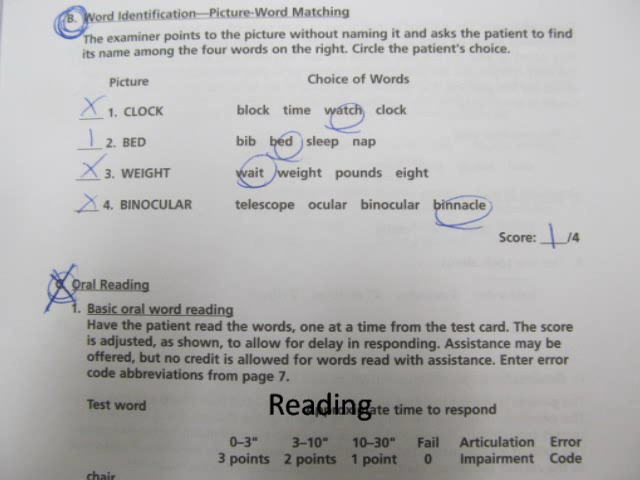 B. Word Identification—Picture-Word Matching
The examiner points to the picture without naming it and asks the patient to find
its name among the four words on the right. Circle the patient's choice.
Picture Choice of Words
X 1. CLOCK block time watch clock
1 2. BED bib bed sleep nap
X 3. WEIGHT wait weight pounds eight
X 4. BINOCULAR telescope ocular binocular binnacle
Score: 1/4
Oral Reading
1. Basic oral word reading
Have the patient read the words, one at a time from the test card. The score
is adjusted, as shown, to allow for delay in responding. Assistance may be
offered, but no credit is allowed for words read with assistance. Enter error
code abbreviations from page 7.
Reading
Test word time to respond
0–3" 3–10" 10–30" Fail Articulation Error
3 points 2 points 1 point 0 Impairment Code
chair